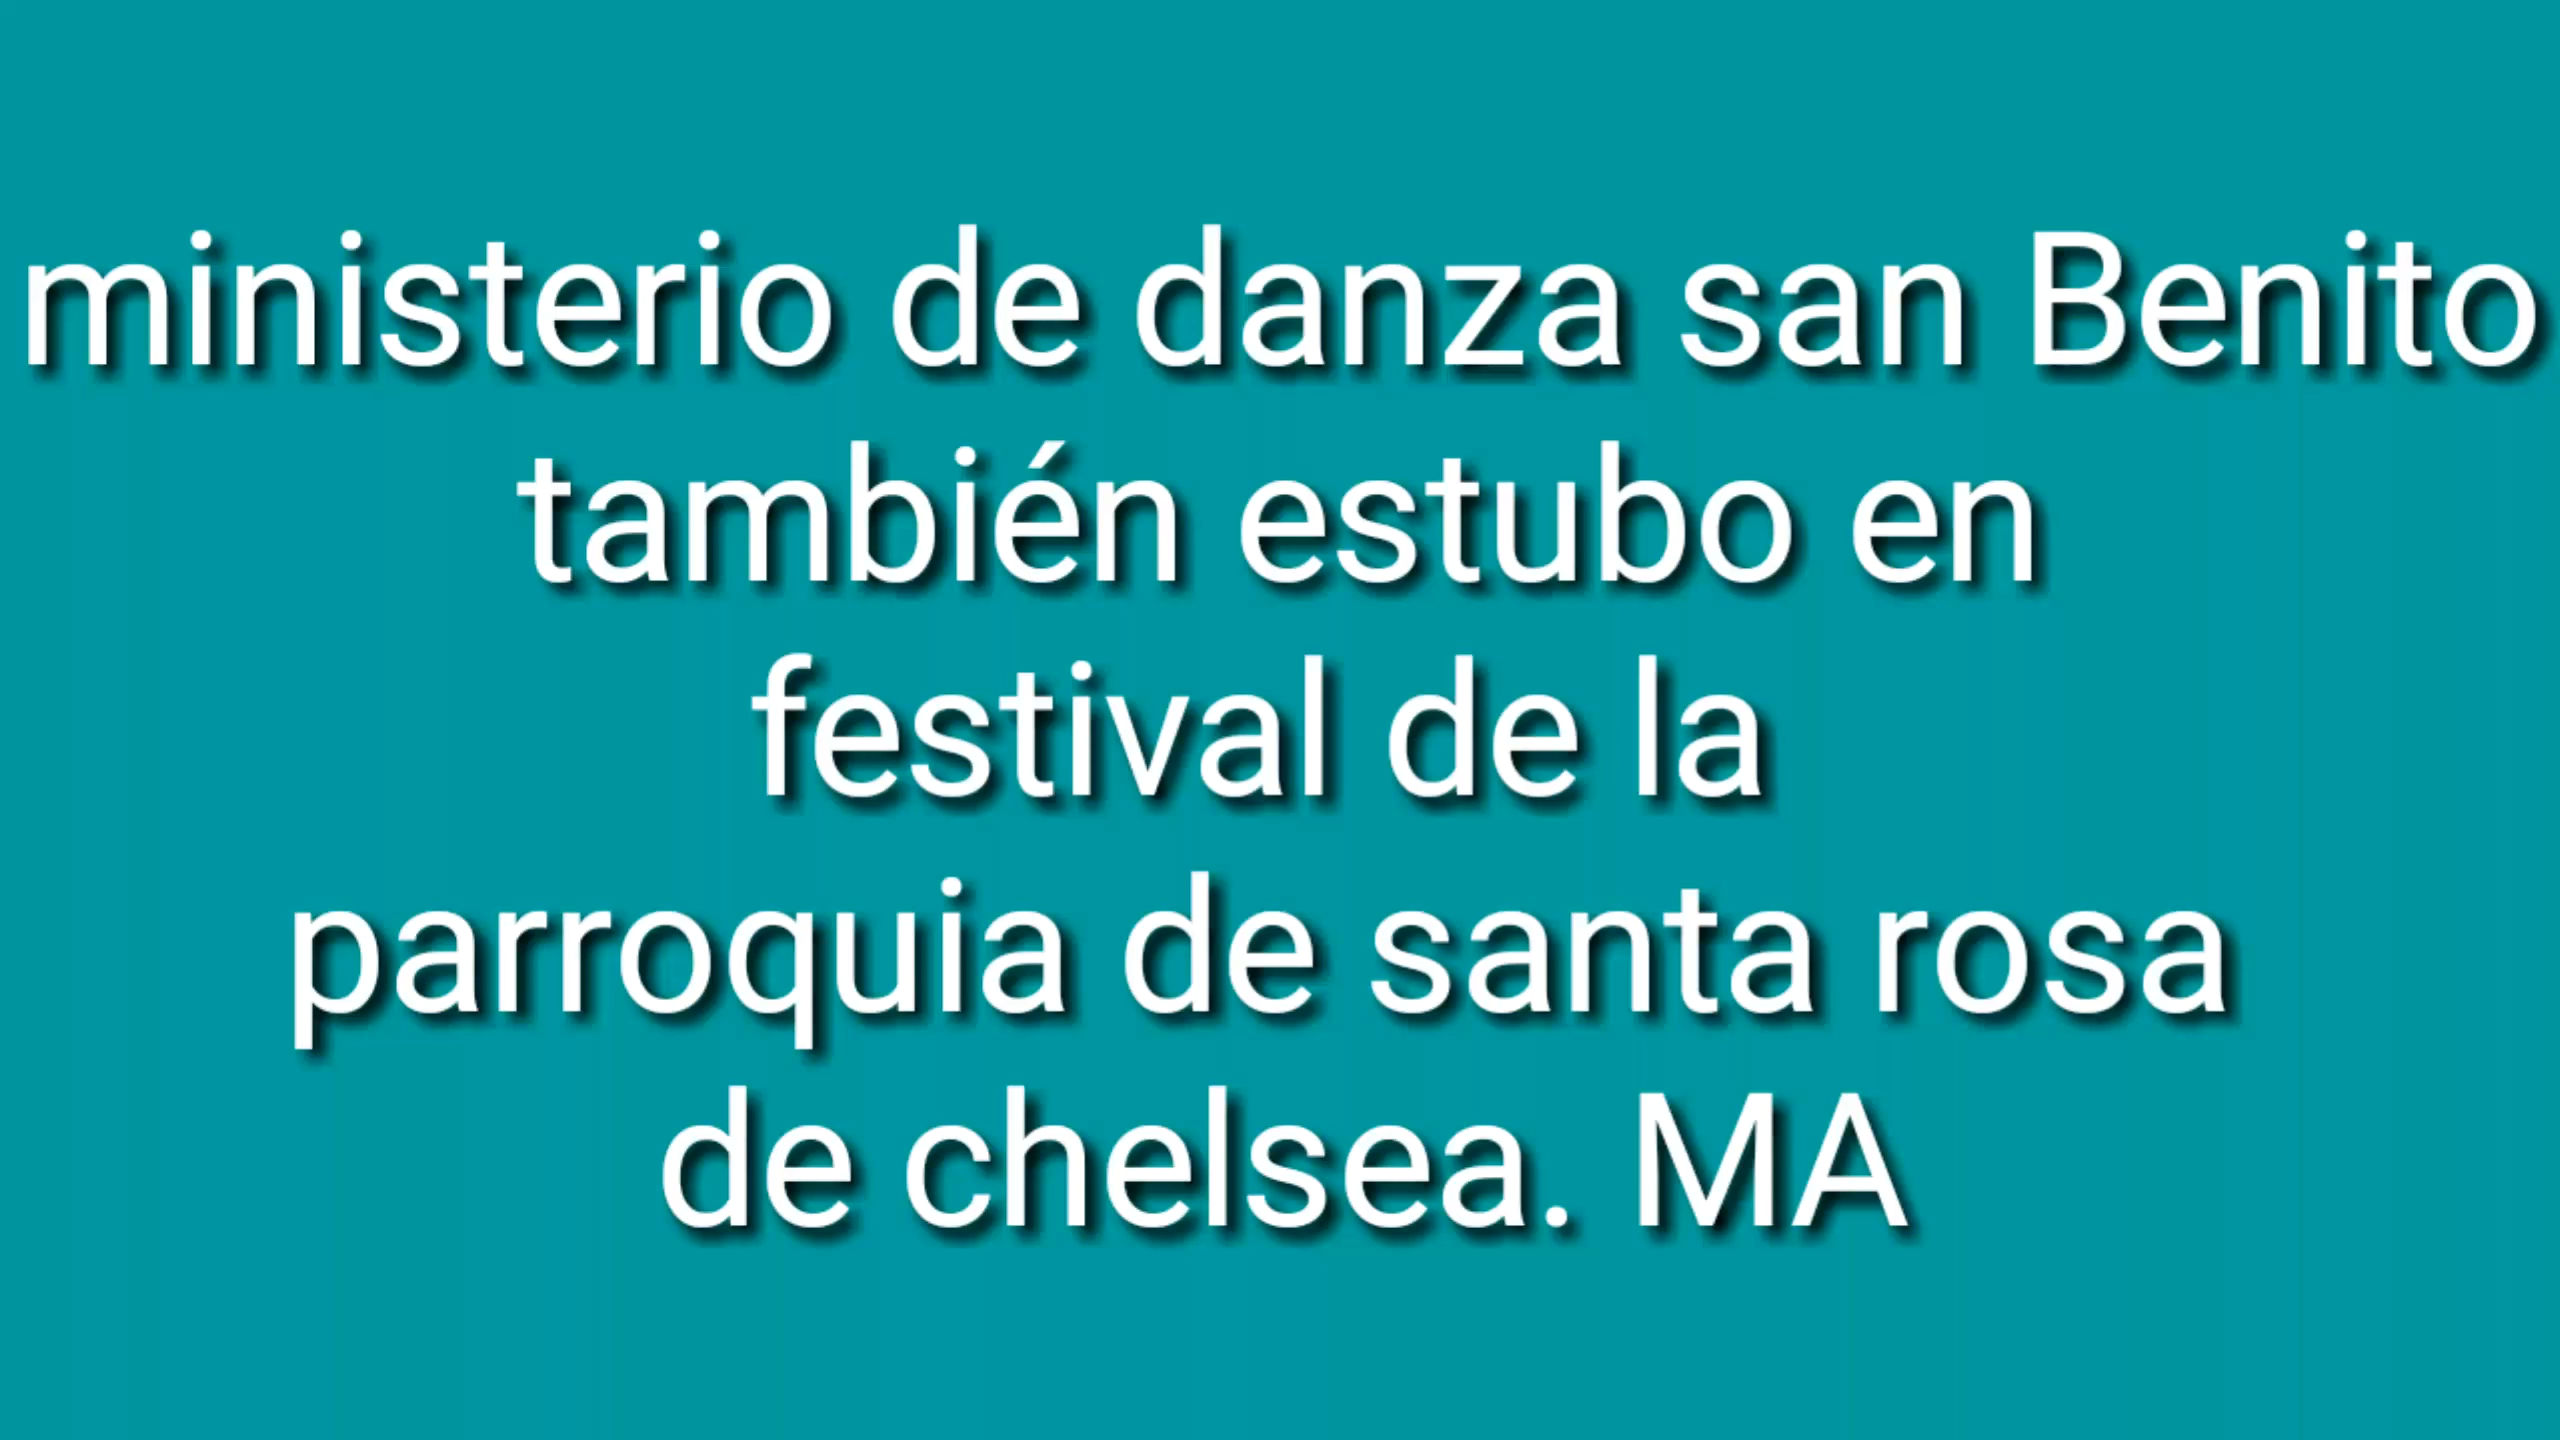 ministerio de danza san Benito
también estubo en
festival de la
parroquia de santa rosa
de chelsea. MA